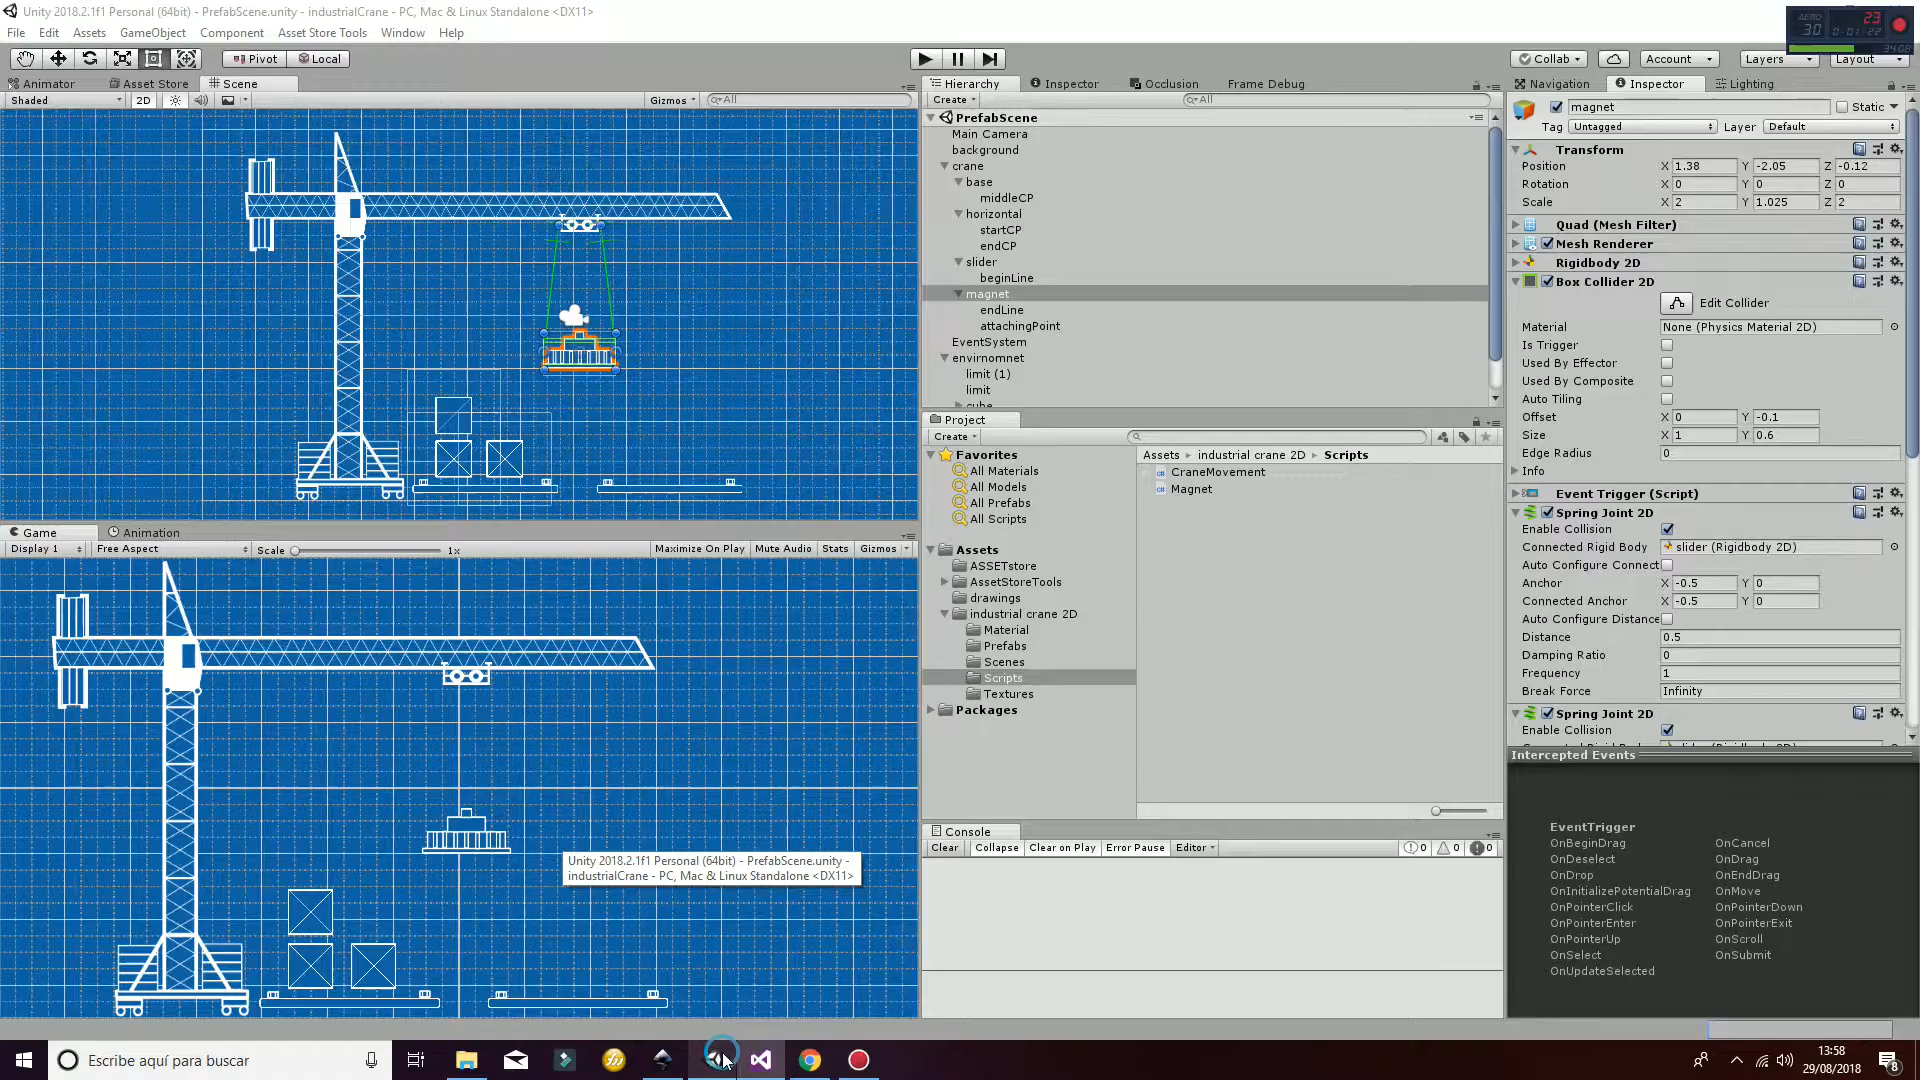 Unity 2018.2.1f1 Personal (64bit) - PrefabScene.unity - industrialCrane - PC, Mac & Linux Standalone <DX11>
File Edit Assets GameObject Component Asset Store Tools Window Help
AERO 30 23 0-01-22
Pivot Local Collab Account Layers Layout
Animator Asset Store Scene
Shaded 2D Gizmos All
Hierarchy Inspector Occlusion Frame Debug
Create All
PrefabScene
Main Camera
background
crane
base
middleCP
horizontal
startCP
endCP
slider
beginLine
magnet
endLine
attachingPoint
EventSystem
envirnomnet
limit (1)
limit
cube
Project
Create
Favorites
All Materials
All Models
All Prefabs
All Scripts
Assets
ASSETstore
AssetStoreTools
drawings
industrial crane 2D
Material
Prefabs
Scenes
Scripts
Textures
Packages
Assets industrial crane 2D Scripts
CraneMovement
Magnet
Console
Clear Collapse Clear on Play Error Pause Editor 0 0 0
Navigation Inspector Lighting
magnet Static
Tag Untagged Layer Default
Transform
Position X 1.38 Y -2.05 Z -0.12
Rotation X 0 Y 0 Z 0
Scale X 2 Y 1.025 Z 2
Quad (Mesh Filter)
Mesh Renderer
Rigidbody 2D
Box Collider 2D
Edit Collider
Material None (Physics Material 2D)
Is Trigger
Used By Effector
Used By Composite
Auto Tiling
Offset X 0 Y -0.1
Size X 1 Y 0.6
Edge Radius 0
Info
Event Trigger (Script)
Spring Joint 2D
Enable Collision
Connected Rigid Body slider (Rigidbody 2D)
Auto Configure Connect
Anchor X -0.5 Y 0
Connected Anchor X -0.5 Y 0
Auto Configure Distance
Distance 0.5
Damping Ratio 0
Frequency 1
Break Force Infinity
Spring Joint 2D
Enable Collision
Intercepted Events
EventTrigger
OnBeginDrag OnCancel
OnDeselect OnDrag
OnDrop OnEndDrag
OnInitializePotentialDrag OnMove
OnPointerClick OnPointerDown
OnPointerEnter OnPointerExit
OnPointerUp OnScroll
OnSelect OnSubmit
OnUpdateSelected
Game Animation
Display 1 Free Aspect Scale 1x Maximize On Play Mute Audio Stats Gizmos
Unity 2018.2.1f1 Personal (64bit) - PrefabScene.unity -
industrialCrane - PC, Mac & Linux Standalone <DX11>
Escribe aquí para buscar
13:58
29/08/2018
8